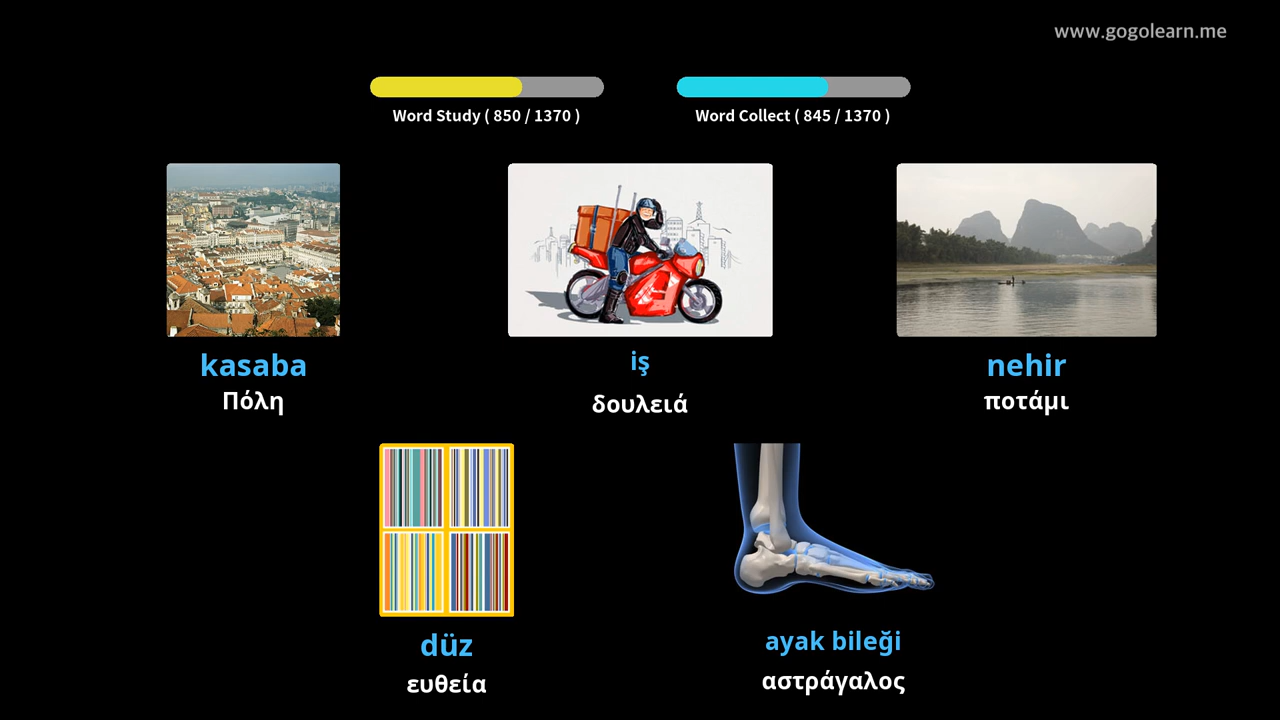 www.gogolearn.me
Word Study ( 850 / 1370 )
Word Collect ( 845 / 1370 )
kasaba
Πόλη
iş
δουλειά
nehir
ποτάμι
düz
ευθεία
ayak bileği
αστράγαλος